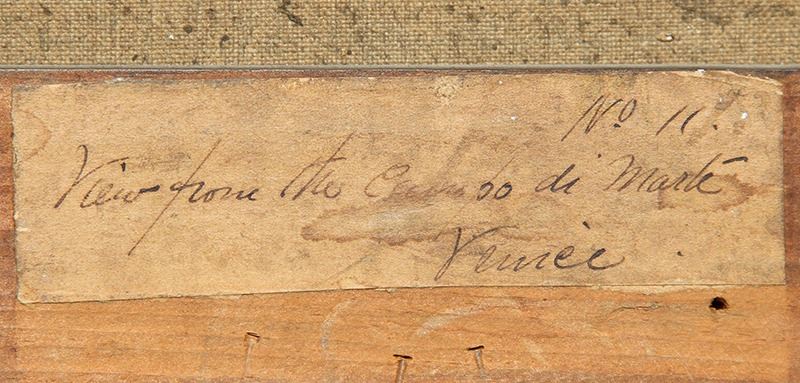 No 11.
View from the Campo di Marte
Venice.